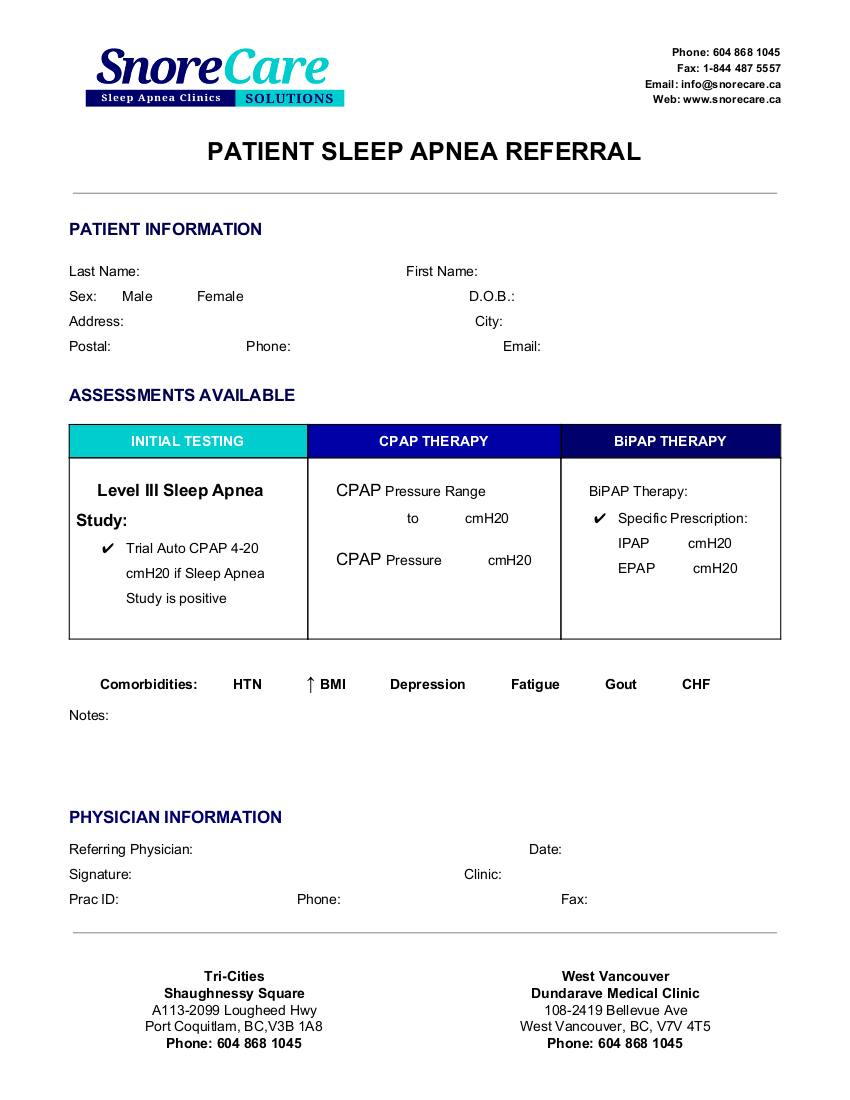 SnoreCare
Sleep Apnea Clinics SOLUTIONS
Phone: 604 868 1045
Fax: 1-844 487 5557
Email: info@snorecare.ca
Web: www.snorecare.ca
PATIENT SLEEP APNEA REFERRAL
PATIENT INFORMATION
Last Name: First Name:
Sex: Male Female D.O.B.:
Address: City:
Postal: Phone: Email:
ASSESSMENTS AVAILABLE
INITIAL TESTING CPAP THERAPY BiPAP THERAPY
Level III Sleep Apnea
Study:
✔ Trial Auto CPAP 4-20
cmH20 if Sleep Apnea
Study is positive
CPAP Pressure Range
to cmH20
CPAP Pressure cmH20
BiPAP Therapy:
✔ Specific Prescription:
IPAP cmH20
EPAP cmH20
Comorbidities: HTN ↑ BMI Depression Fatigue Gout CHF
Notes:
PHYSICIAN INFORMATION
Referring Physician: Date:
Signature: Clinic:
Prac ID: Phone: Fax:
Tri-Cities
Shaughnessy Square
A113-2099 Lougheed Hwy
Port Coquitlam, BC,V3B 1A8
Phone: 604 868 1045
West Vancouver
Dundarave Medical Clinic
108-2419 Bellevue Ave
West Vancouver, BC, V7V 4T5
Phone: 604 868 1045